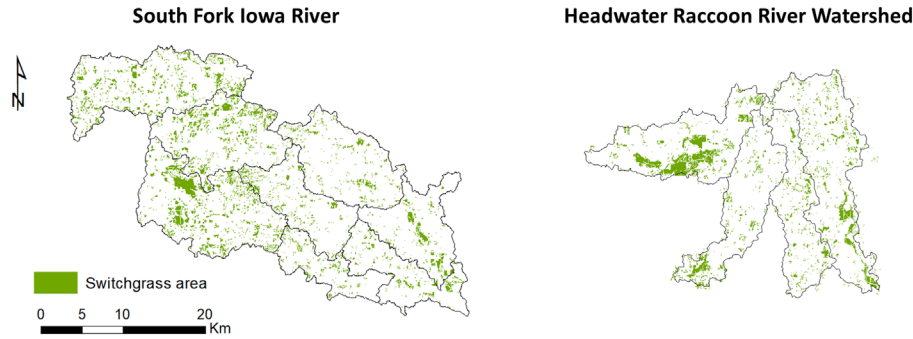 South Fork Iowa River
Headwater Raccoon River Watershed
N
Switchgrass area
0 5 10 20
Km